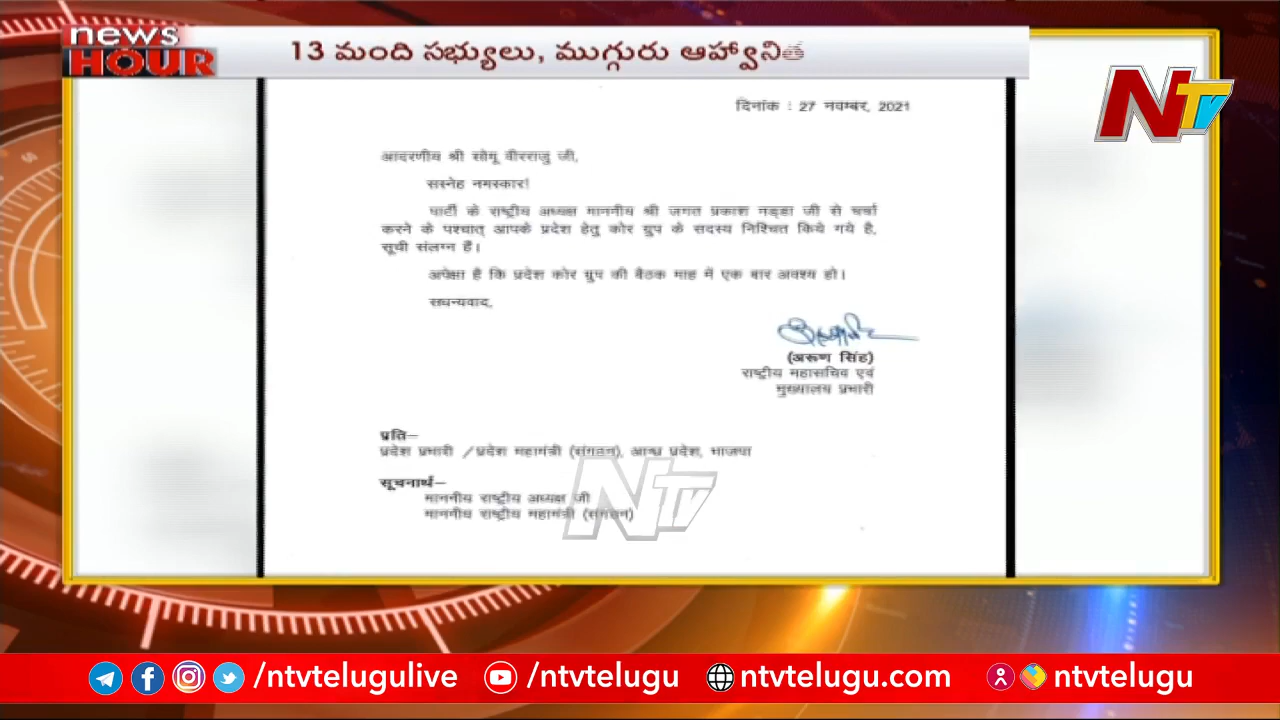 news
HOUR
13 మంది సభ్యులు, ముగ్గురు ఆహ్వానిత
NTV
दिनांक : 27 नवम्बर, 2021
आदरणीय श्री सोमू वीरराजु जी,
सस्नेह नमस्कार!
पार्टी के राष्ट्रीय अध्यक्ष माननीय श्री जगत प्रकाश नड्डा जी से चर्चा
करने के पश्चात् आपके प्रदेश हेतु कोर ग्रुप के सदस्य निश्चित किये गये है,
सूची संलग्न हैं।
अपेक्षा है कि प्रदेश कोर ग्रुप की बैठक माह में एक बार अवश्य हो।
सधन्यवाद,
(अरूण सिंह)
राष्ट्रीय महासचिव एवं
मुख्यालय प्रभारी
प्रति–
प्रदेश प्रभारी /प्रदेश महामंत्री (संगठन), आन्ध्र प्रदेश, भाजपा
सूचनार्थ–
माननीय राष्ट्रीय अध्यक्ष जी
माननीय राष्ट्रीय महामंत्री (संगठन)
NTV
/ntvtelugulive /ntvtelugu ntvtelugu.com ntvtelugu